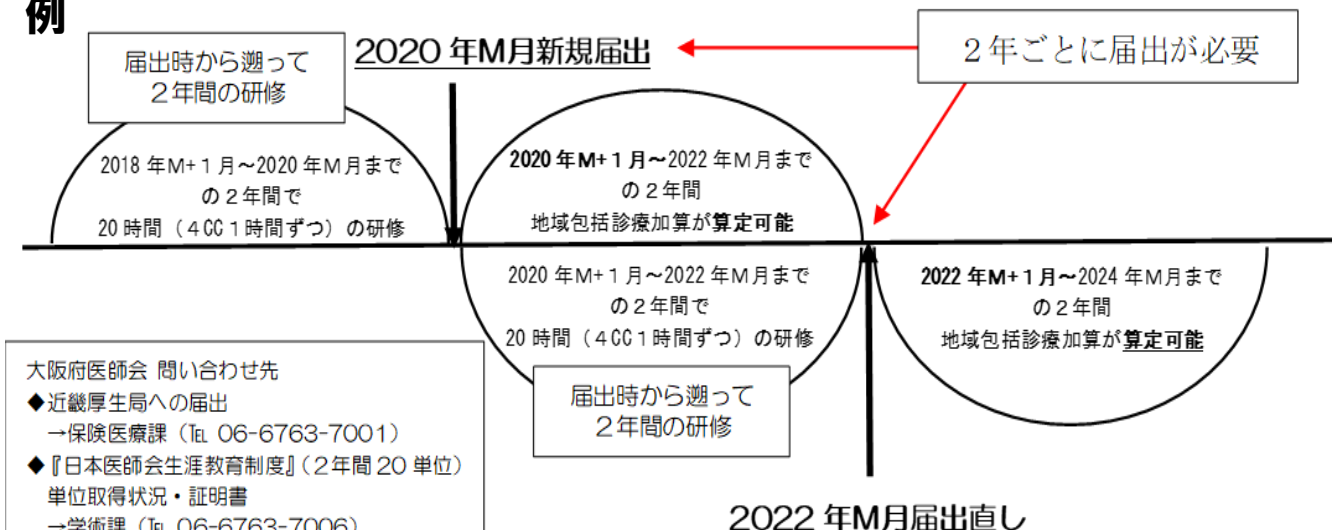 例
届出時から遡って
２年間の研修
2020 年M月新規届出
２年ごとに届出が必要
2018 年M+１月～2020 年M月まで
の２年間で
20 時間（４CC１時間ずつ）の研修
2020 年M+１月～2022 年M月まで
の２年間
地域包括診療加算が算定可能
2020 年M+１月～2022 年M月まで
の２年間で
20 時間（４CC１時間ずつ）の研修
届出時から遡って
２年間の研修
2022 年M+１月～2024 年M月まで
の２年間
地域包括診療加算が算定可能
大阪府医師会 問い合わせ先
◆近畿厚生局への届出
→保険医療課（℡ 06-6763-7001）
◆『日本医師会生涯教育制度』（２年間 20 単位）
単位取得状況・証明書
→学術課（℡ 06-6763-7006）
2022 年M月届出直し